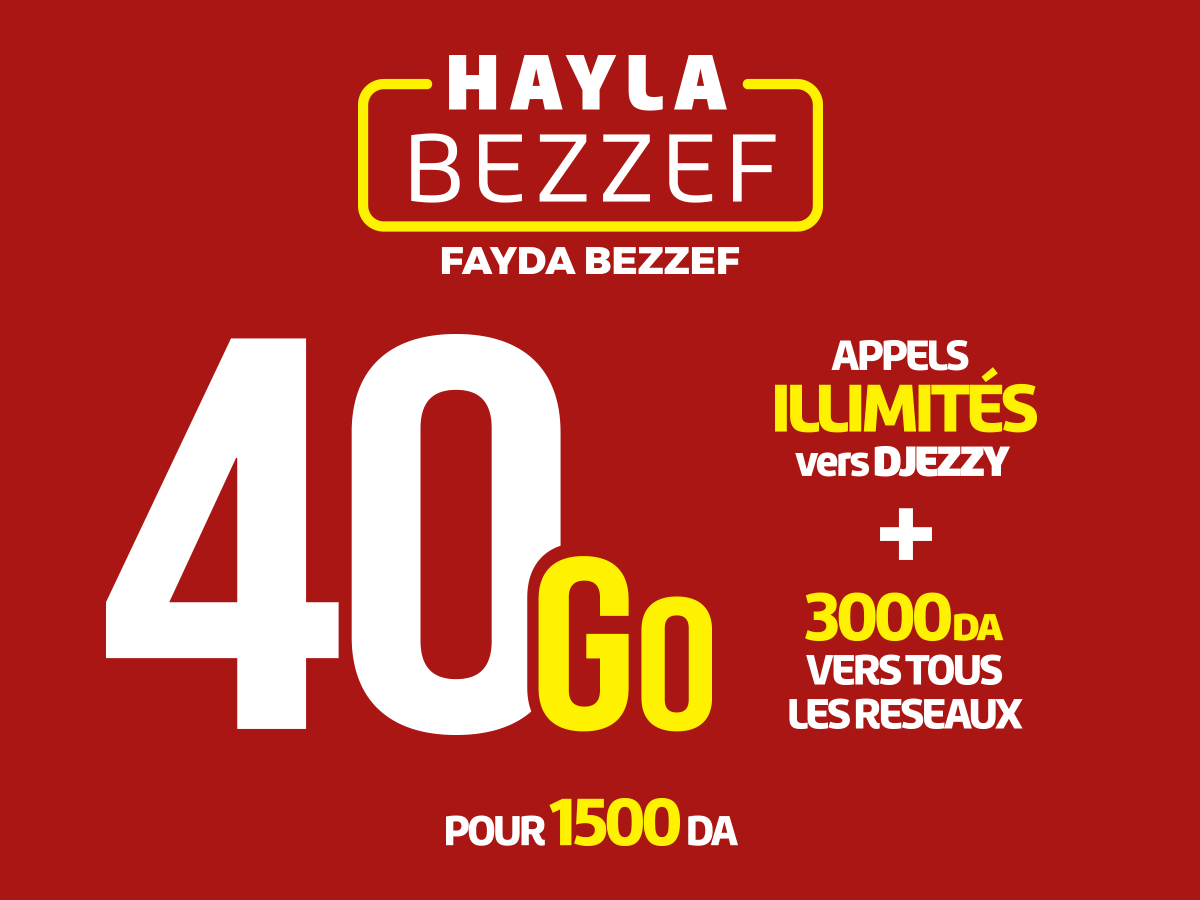 HAYLA
BEZZEF
FAYDA BEZZEF
40Go
APPELS
ILLIMITÉS
vers DJEZZY
+
3000DA
VERS TOUS
LES RESEAUX
POUR 1500 DA